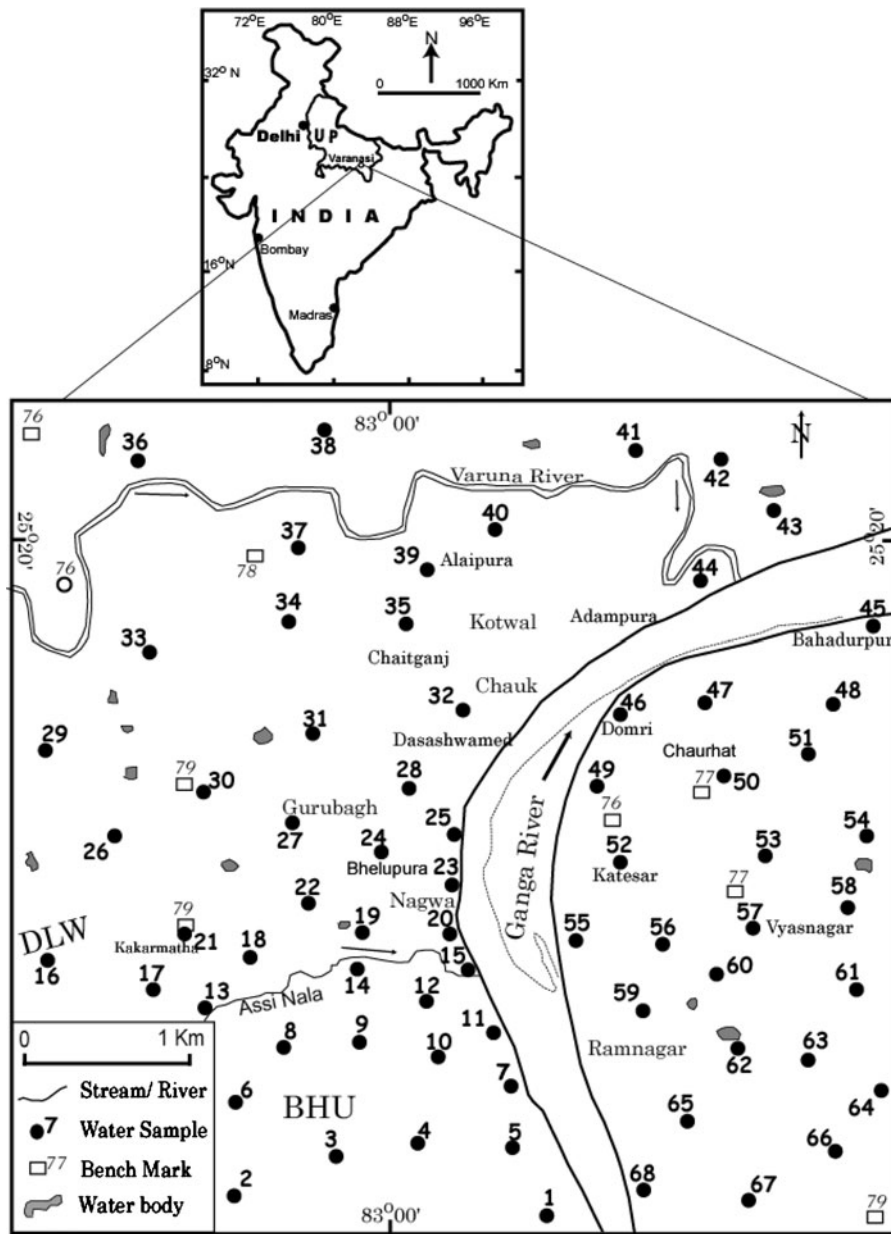 72°E 80°E 88°E 96°E
N
32° N
0 1000 Km
Delhi UP
Varanasi
INDIA
Bombay
16°N
Madras
8°N
76
38
83° 00'
41
N
36
42
Varuna River
43
40
25°20'
25°20'
37
78
39
Alaipura
76
44
34
35
Kotwal
Adampura
45
Bahadurpur
33
Chaitganj
Chauk
32
46
47
48
Domri
31
Dasashwamed
29
51
Chaurhat
79
30
28
49
77
50
76
Gurubagh
27
25
54
26
24
52
53
Bhelupura
Katesar
23
77
22
Nagwa
58
Ganga River
79
57
Vyasnagar
DLW
Kakarmatha
21
19
20
55
56
18
16
15
60
61
17
14
13
Assi Nala
12
59
11
9
8
10
Ramnagar
62
63
0 1 Km
7
64
Stream/ River
6
BHU
65
7 Water Sample
3
4
5
66
77 Bench Mark
2
68
67
Water body
83° 00'
1
79